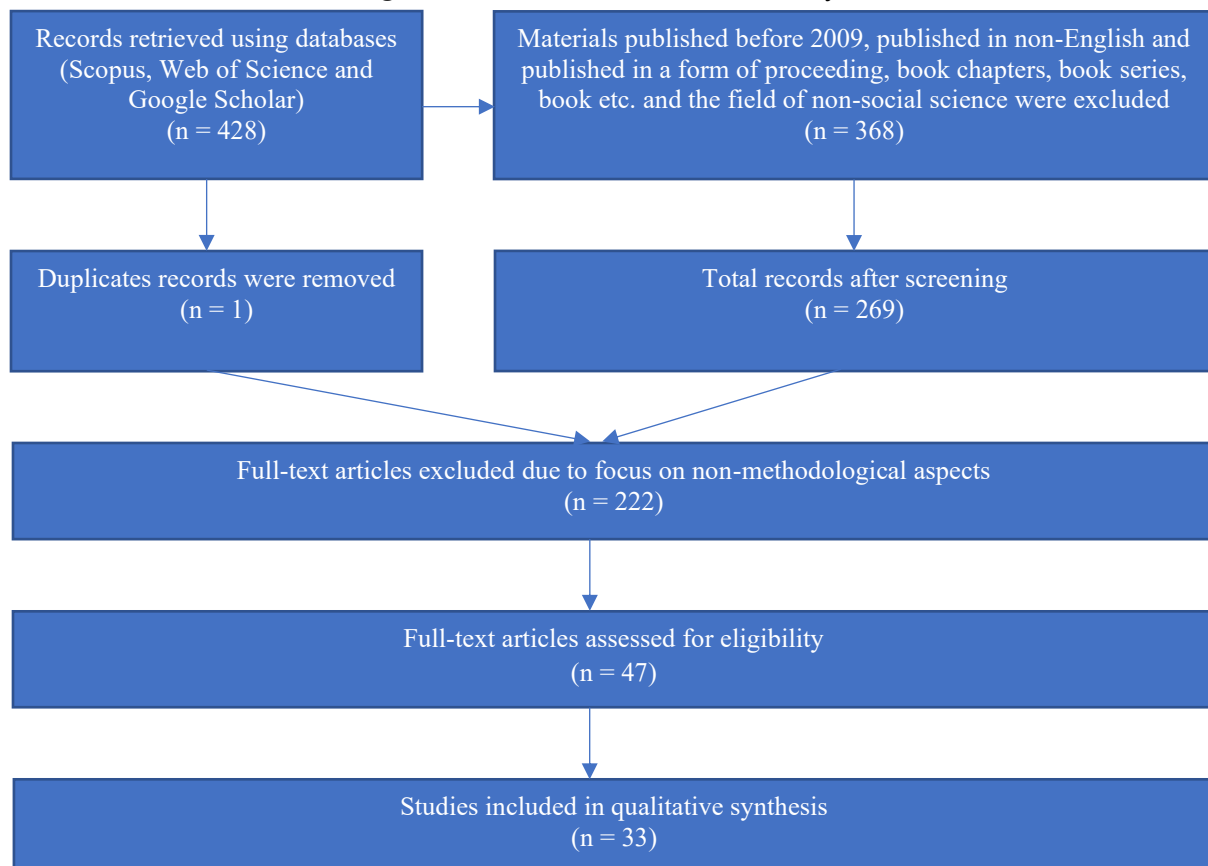 Records retrieved using databases
(Scopus, Web of Science and
Google Scholar)
(n = 428)
Materials published before 2009, published in non-English and
published in a form of proceeding, book chapters, book series,
book etc. and the field of non-social science were excluded
(n = 368)
Duplicates records were removed
(n = 1)
Total records after screening
(n = 269)
Full-text articles excluded due to focus on non-methodological aspects
(n = 222)
Full-text articles assessed for eligibility
(n = 47)
Studies included in qualitative synthesis
(n = 33)